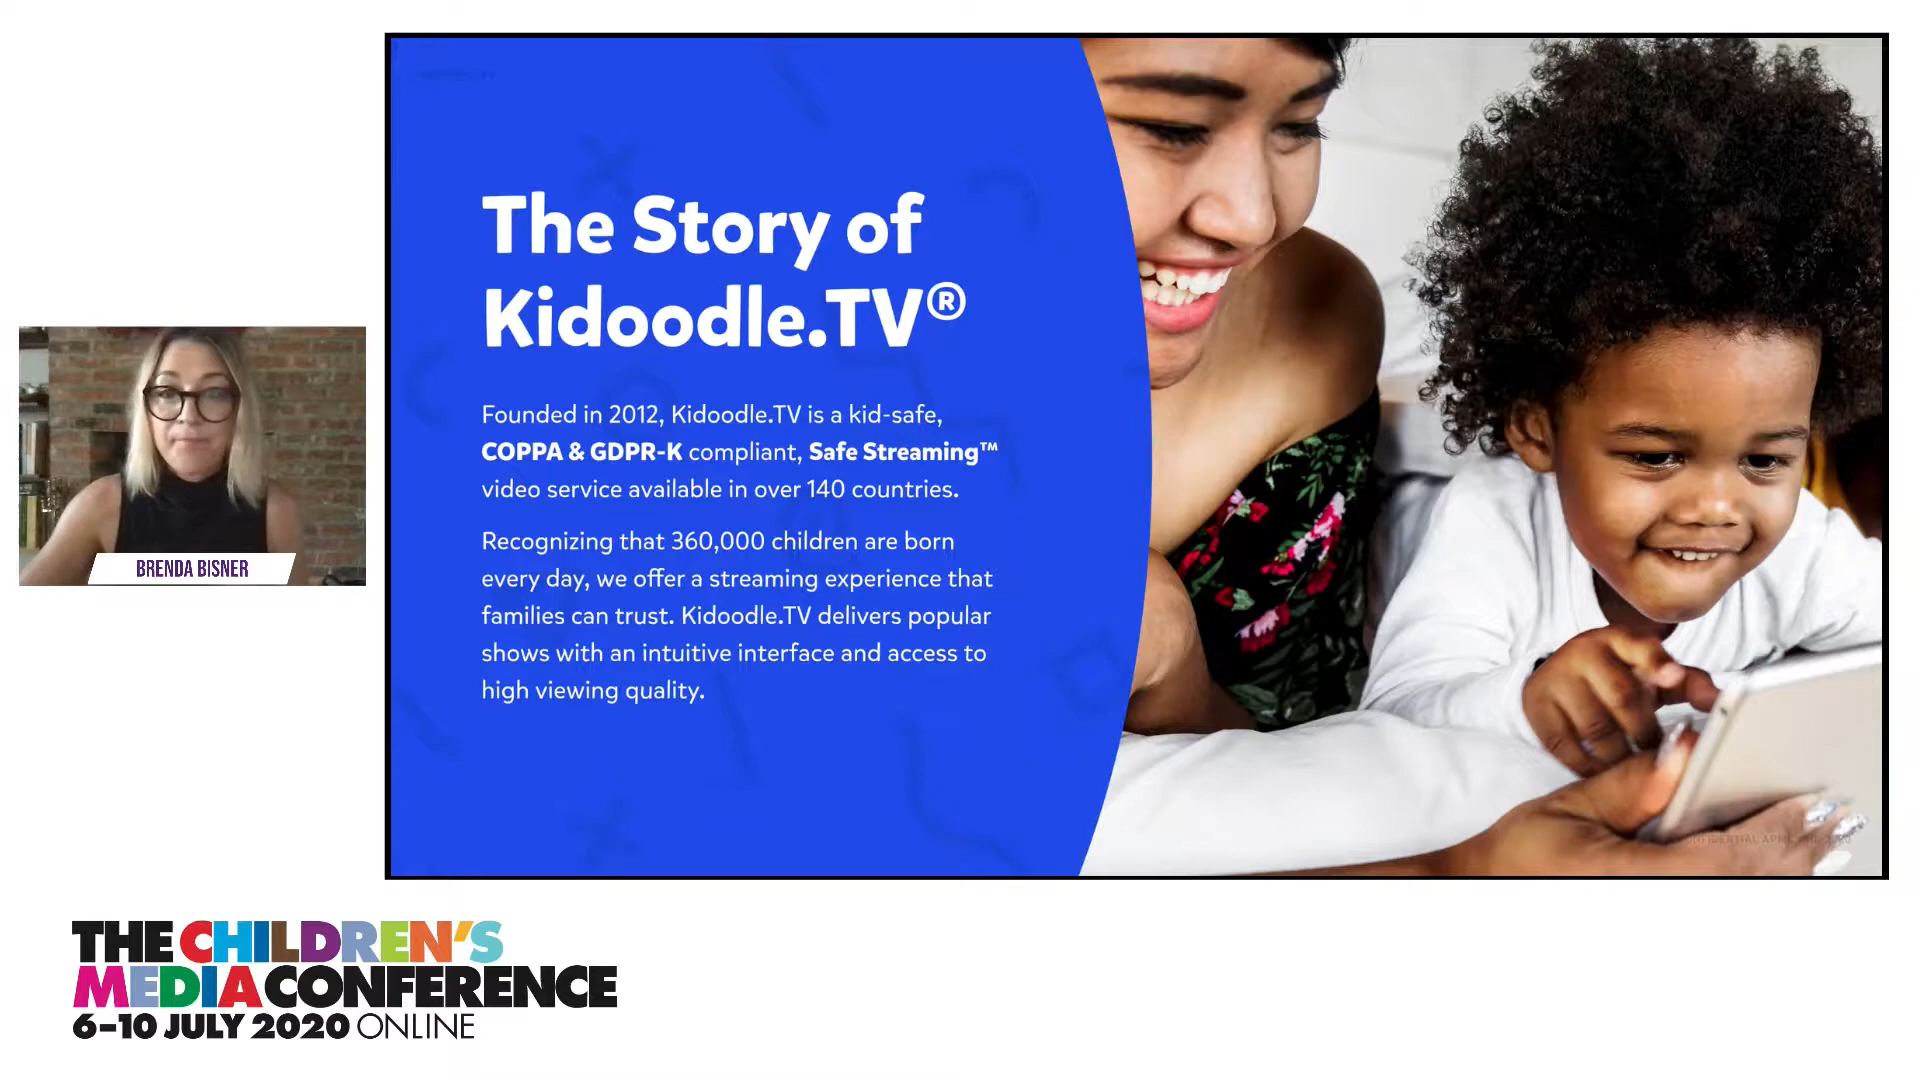 The Story of
Kidoodle.TV®
Founded in 2012, Kidoodle.TV is a kid-safe,
COPPA & GDPR-K compliant, Safe Streaming™
video service available in over 140 countries.
Recognizing that 360,000 children are born
every day, we offer a streaming experience that
families can trust. Kidoodle.TV delivers popular
shows with an intuitive interface and access to
high viewing quality.
BRENDA BISNER
THE CHILDREN'S
MEDIA CONFERENCE
6-10 JULY 2020 ONLINE